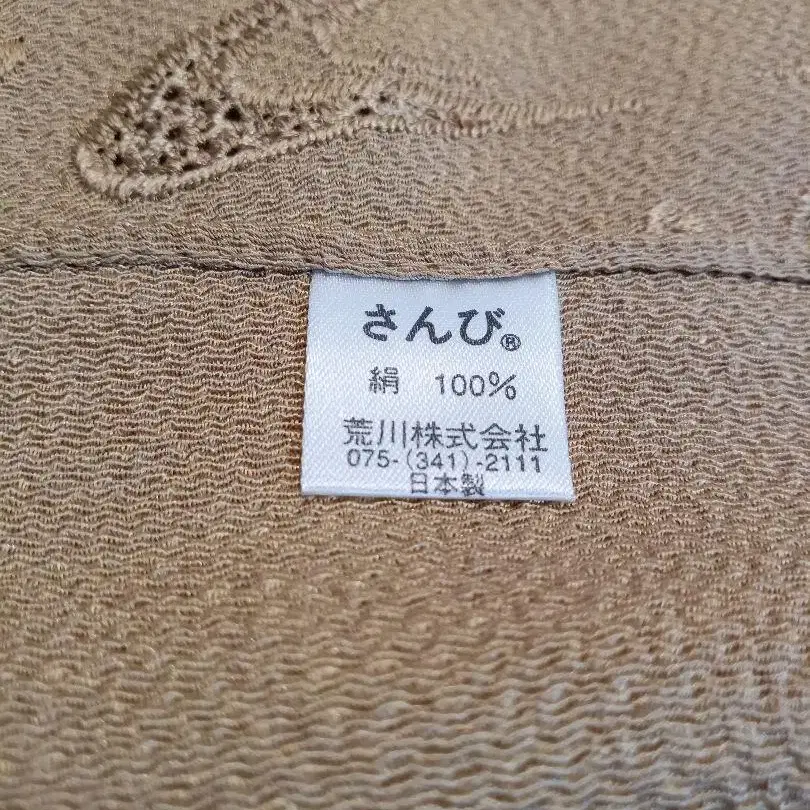 さんび®
絹 100%
荒川株式会社
075-(341)-2111
日本製